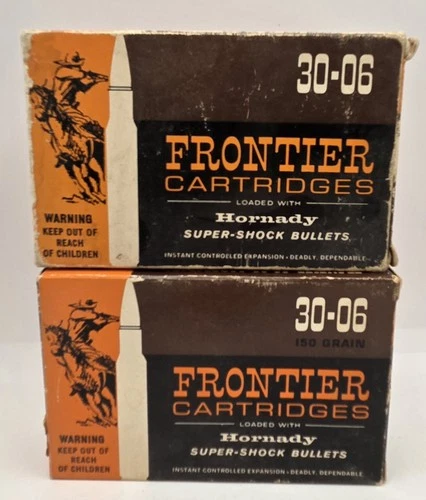 30-06
FRONTIER
CARTRIDGES
LOADED WITH
Hornady
SUPER-SHOCK BULLETS
INSTANT CONTROLLED EXPANSION - DEADLY, DEPENDABLE
WARNING
KEEP OUT OF
REACH
OF CHILDREN
30-06
150 GRAIN
FRONTIER
CARTRIDGES
LOADED WITH
Hornady
SUPER-SHOCK BULLETS
INSTANT CONTROLLED EXPANSION - DEADLY, DEPENDABLE
WARNING
KEEP OUT OF
REACH
OF CHILDREN